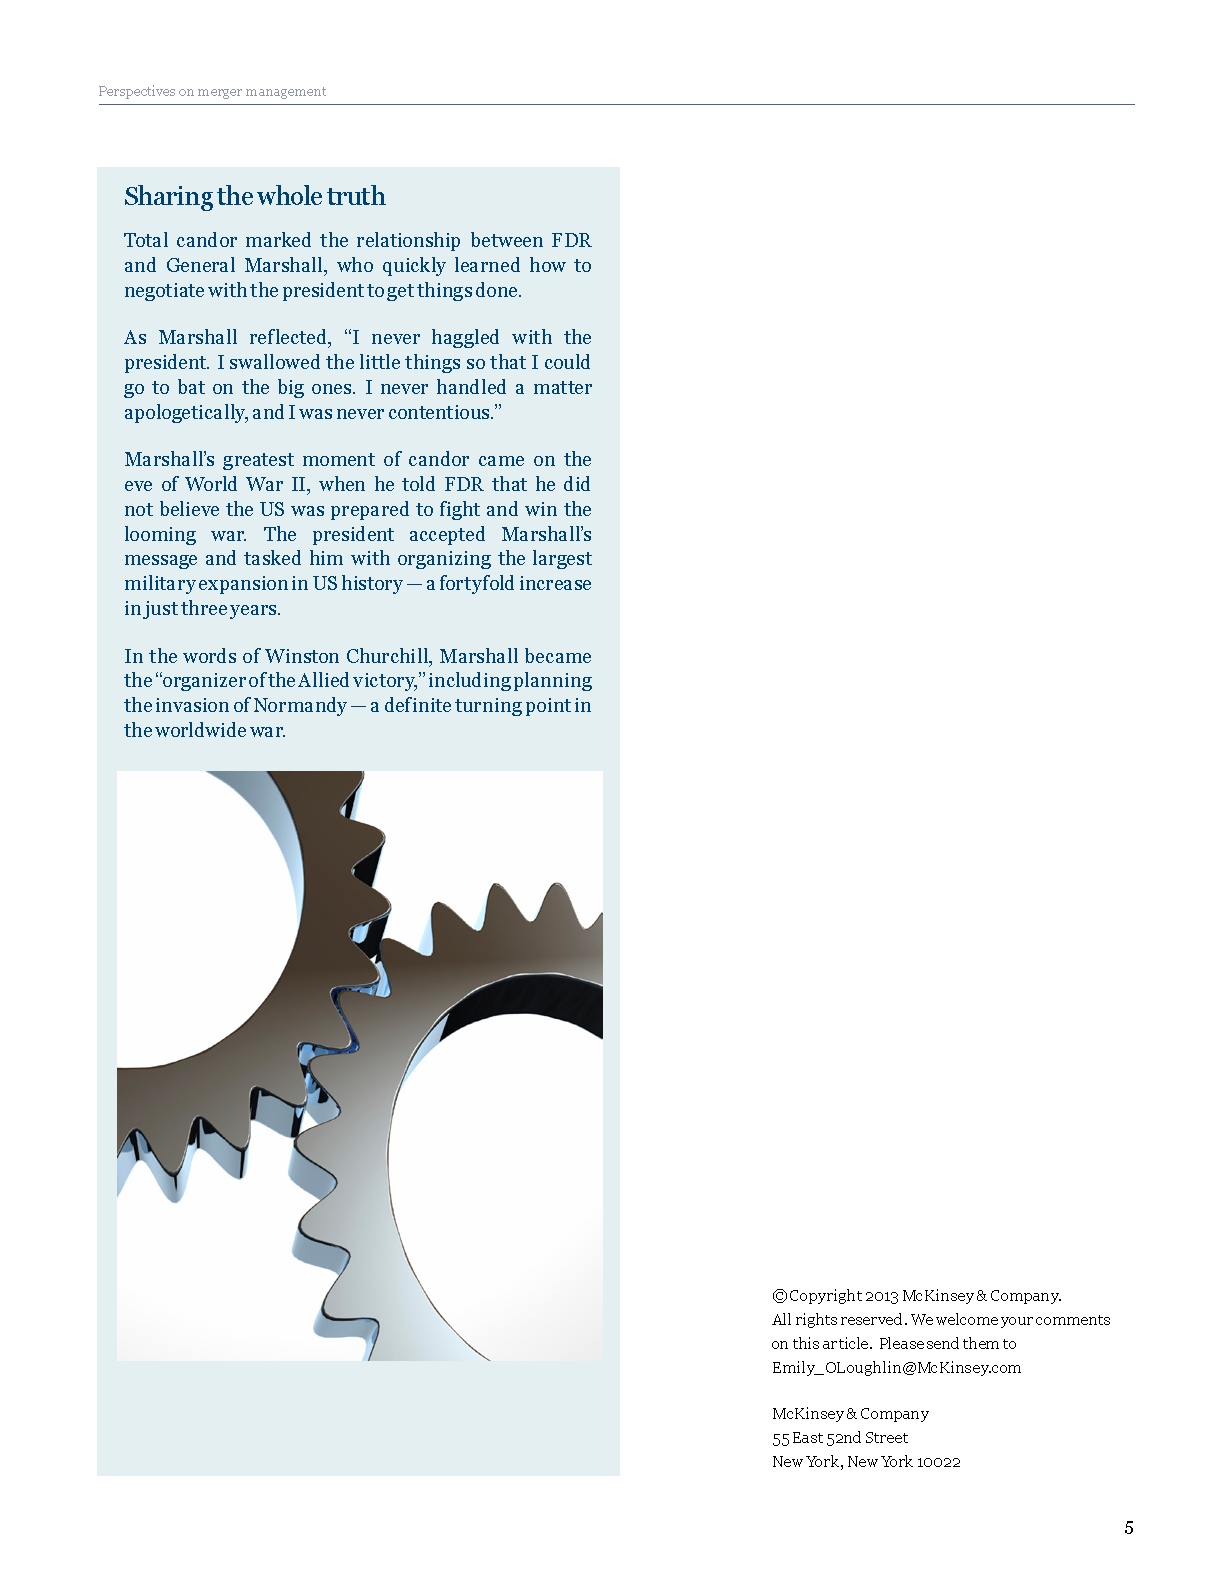 Perspectives on merger management
Sharing the whole truth
Total candor marked the relationship between FDR
and General Marshall, who quickly learned how to
negotiate with the president to get things done.
As Marshall reflected, “I never haggled with the
president. I swallowed the little things so that I could
go to bat on the big ones. I never handled a matter
apologetically, and I was never contentious.”
Marshall’s greatest moment of candor came on the
eve of World War II, when he told FDR that he did
not believe the US was prepared to fight and win the
looming war. The president accepted Marshall’s
message and tasked him with organizing the largest
military expansion in US history — a fortyfold increase
in just three years.
In the words of Winston Churchill, Marshall became
the “organizer of the Allied victory,” including planning
the invasion of Normandy — a definite turning point in
the worldwide war.
© Copyright 2013 McKinsey & Company.
All rights reserved. We welcome your comments
on this article. Please send them to
Emily_OLoughlin@McKinsey.com
McKinsey & Company
55 East 52nd Street
New York, New York 10022
5